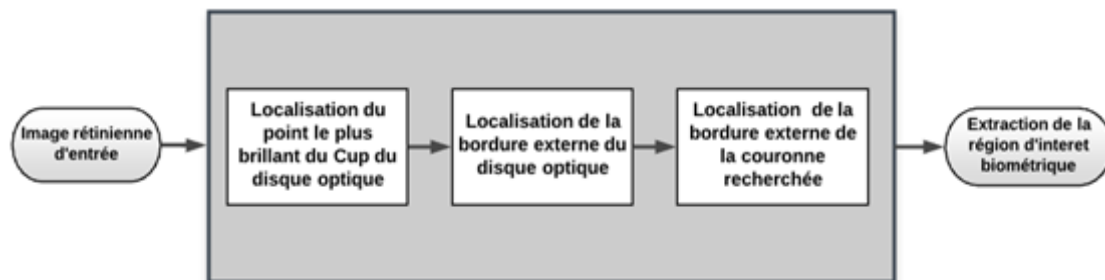 Image rétinienne
d'entrée
Localisation du
point le plus
brillant du Cup du
disque optique
Localisation de la
bordure externe du
disque optique
Localisation de la
bordure externe de
la couronne
recherchée
Extraction de la
région d'interet
biométrique